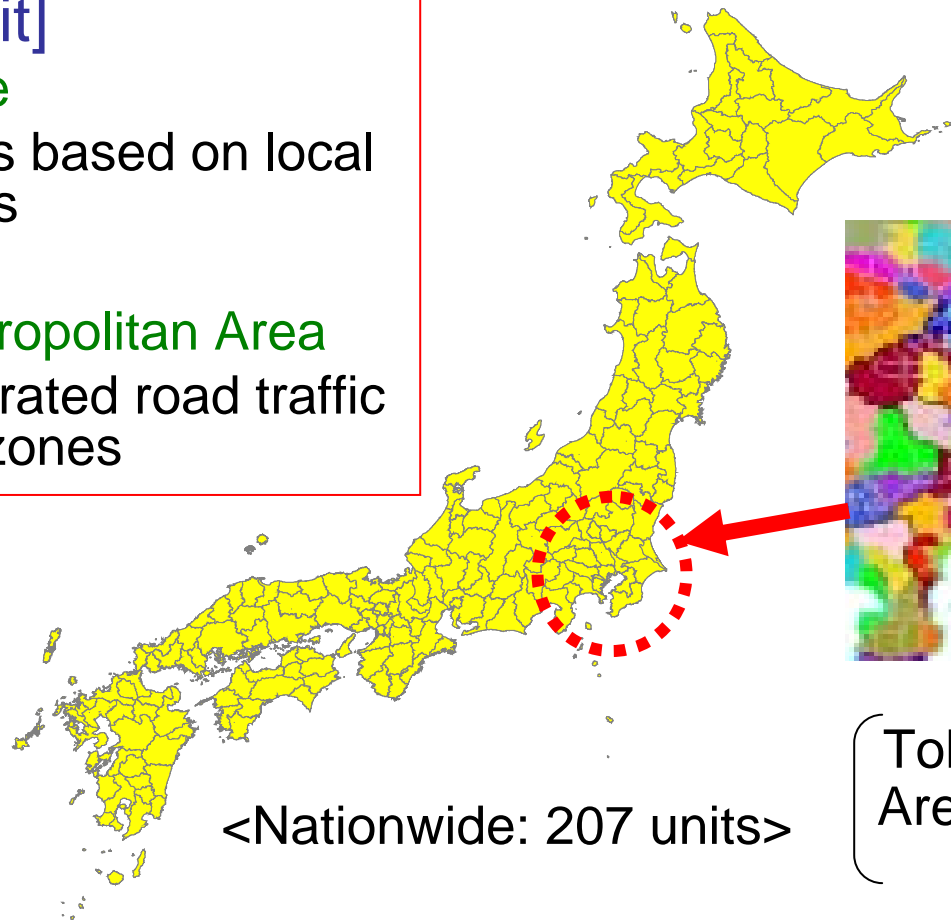 it]
e
s based on local
s
ropolitan Area
rated road traffic
zones
<Nationwide: 207 units>
Tol
Are